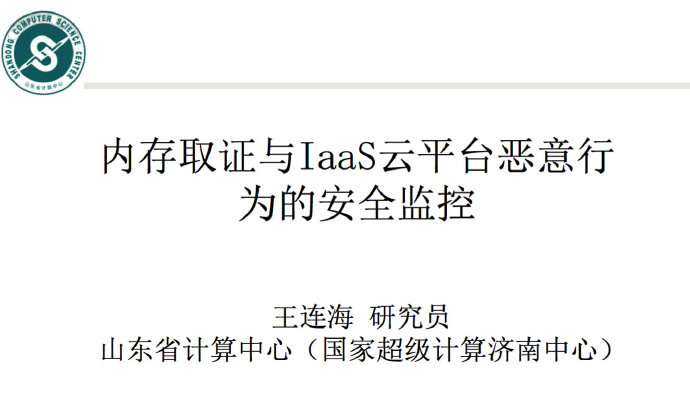 SHANDONG COMPUTER SCIENCE CENTER
山东省计算中心
内存取证与IaaS云平台恶意行
为的安全监控
王连海 研究员
山东省计算中心（国家超级计算济南中心）